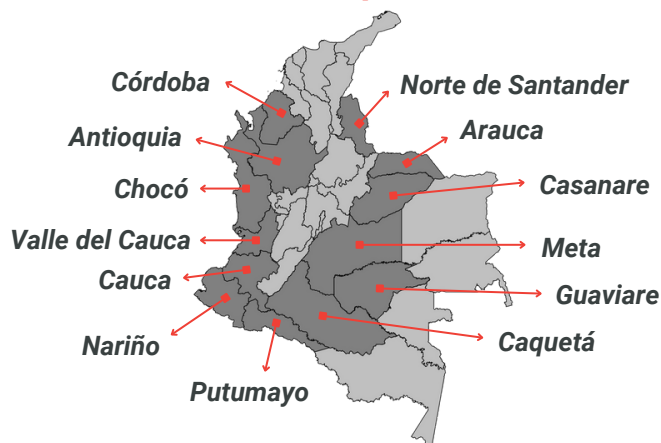 Córdoba
Norte de Santander
Antioquia
Arauca
Chocó
Casanare
Valle del Cauca
Meta
Cauca
Guaviare
Nariño
Caquetá
Putumayo